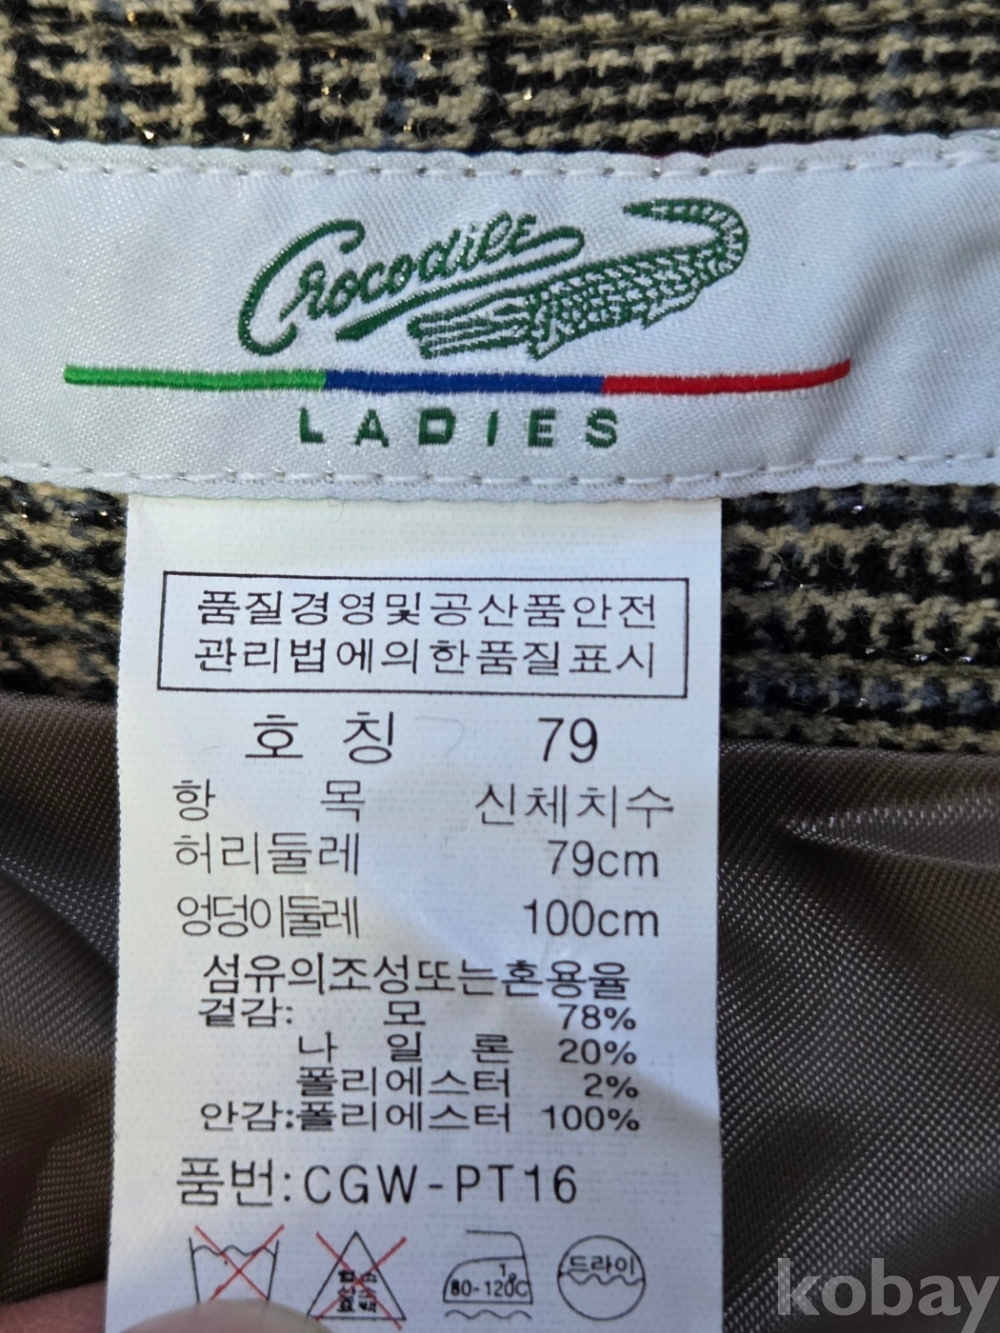 Crocodile
LADIES
품질경영및공산품안전
관리법에의한품질표시
호 칭 79
항 목 신체치수
허리둘레 79cm
엉덩이둘레 100cm
섬유의조성또는혼용율
겉감: 모 78%
나 일 론 20%
폴리에스터 2%
안감:폴리에스터 100%
품번:CGW-PT16
80-120℃
드라이
kobay